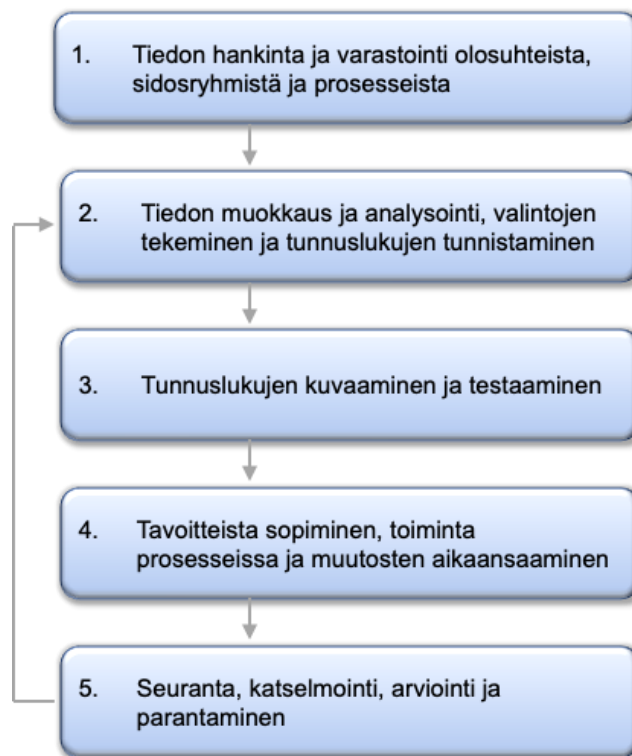 1. Tiedon hankinta ja varastointi olosuhteista,
sidosryhmistä ja prosesseista
2. Tiedon muokkaus ja analysointi, valintojen
tekeminen ja tunnuslukujen tunnistaminen
3. Tunnuslukujen kuvaaminen ja testaaminen
4. Tavoitteista sopiminen, toiminta
prosesseissa ja muutosten aikaansaaminen
5. Seuranta, katselmointi, arviointi ja
parantaminen